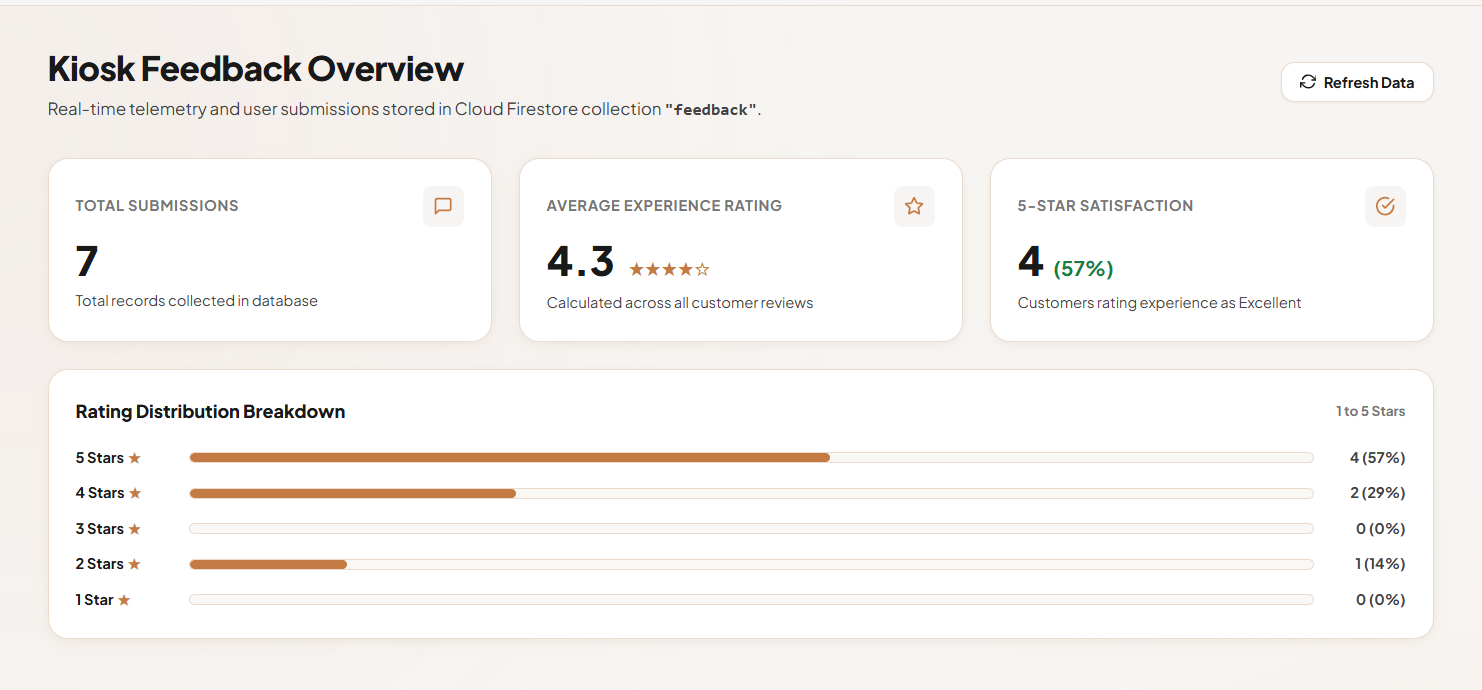 Kiosk Feedback Overview
Real-time telemetry and user submissions stored in Cloud Firestore collection "feedback".
Refresh Data
TOTAL SUBMISSIONS
7
Total records collected in database
AVERAGE EXPERIENCE RATING
4.3 ★★★★☆
Calculated across all customer reviews
5-STAR SATISFACTION
4 (57%)
Customers rating experience as Excellent
Rating Distribution Breakdown
1 to 5 Stars
5 Stars ★ 4 (57%)
4 Stars ★ 2 (29%)
3 Stars ★ 0 (0%)
2 Stars ★ 1 (14%)
1 Star ★ 0 (0%)